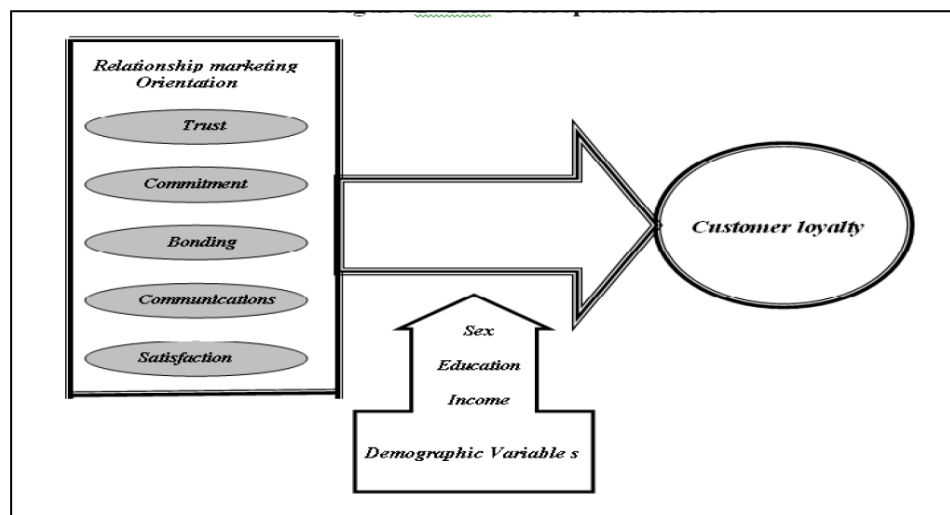 Relationship marketing
Orientation
Trust
Commitment
Bonding
Communications
Satisfaction
Customer loyalty
Sex
Education
Income
Demographic Variable s